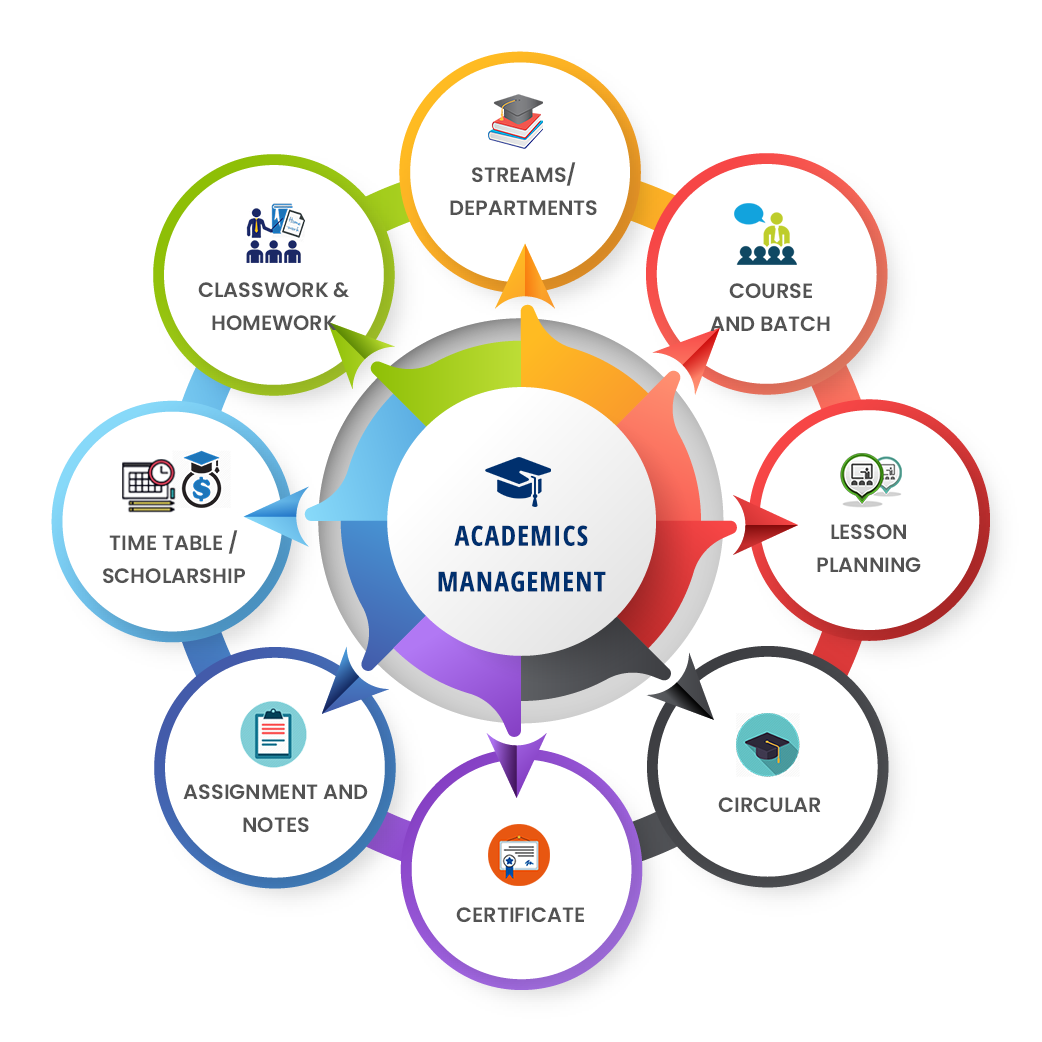 STREAMS/
DEPARTMENTS
COURSE
AND BATCH
LESSON
PLANNING
CIRCULAR
CERTIFICATE
ASSIGNMENT AND
NOTES
TIME TABLE /
SCHOLARSHIP
CLASSWORK &
HOMEWORK
ACADEMICS
MANAGEMENT